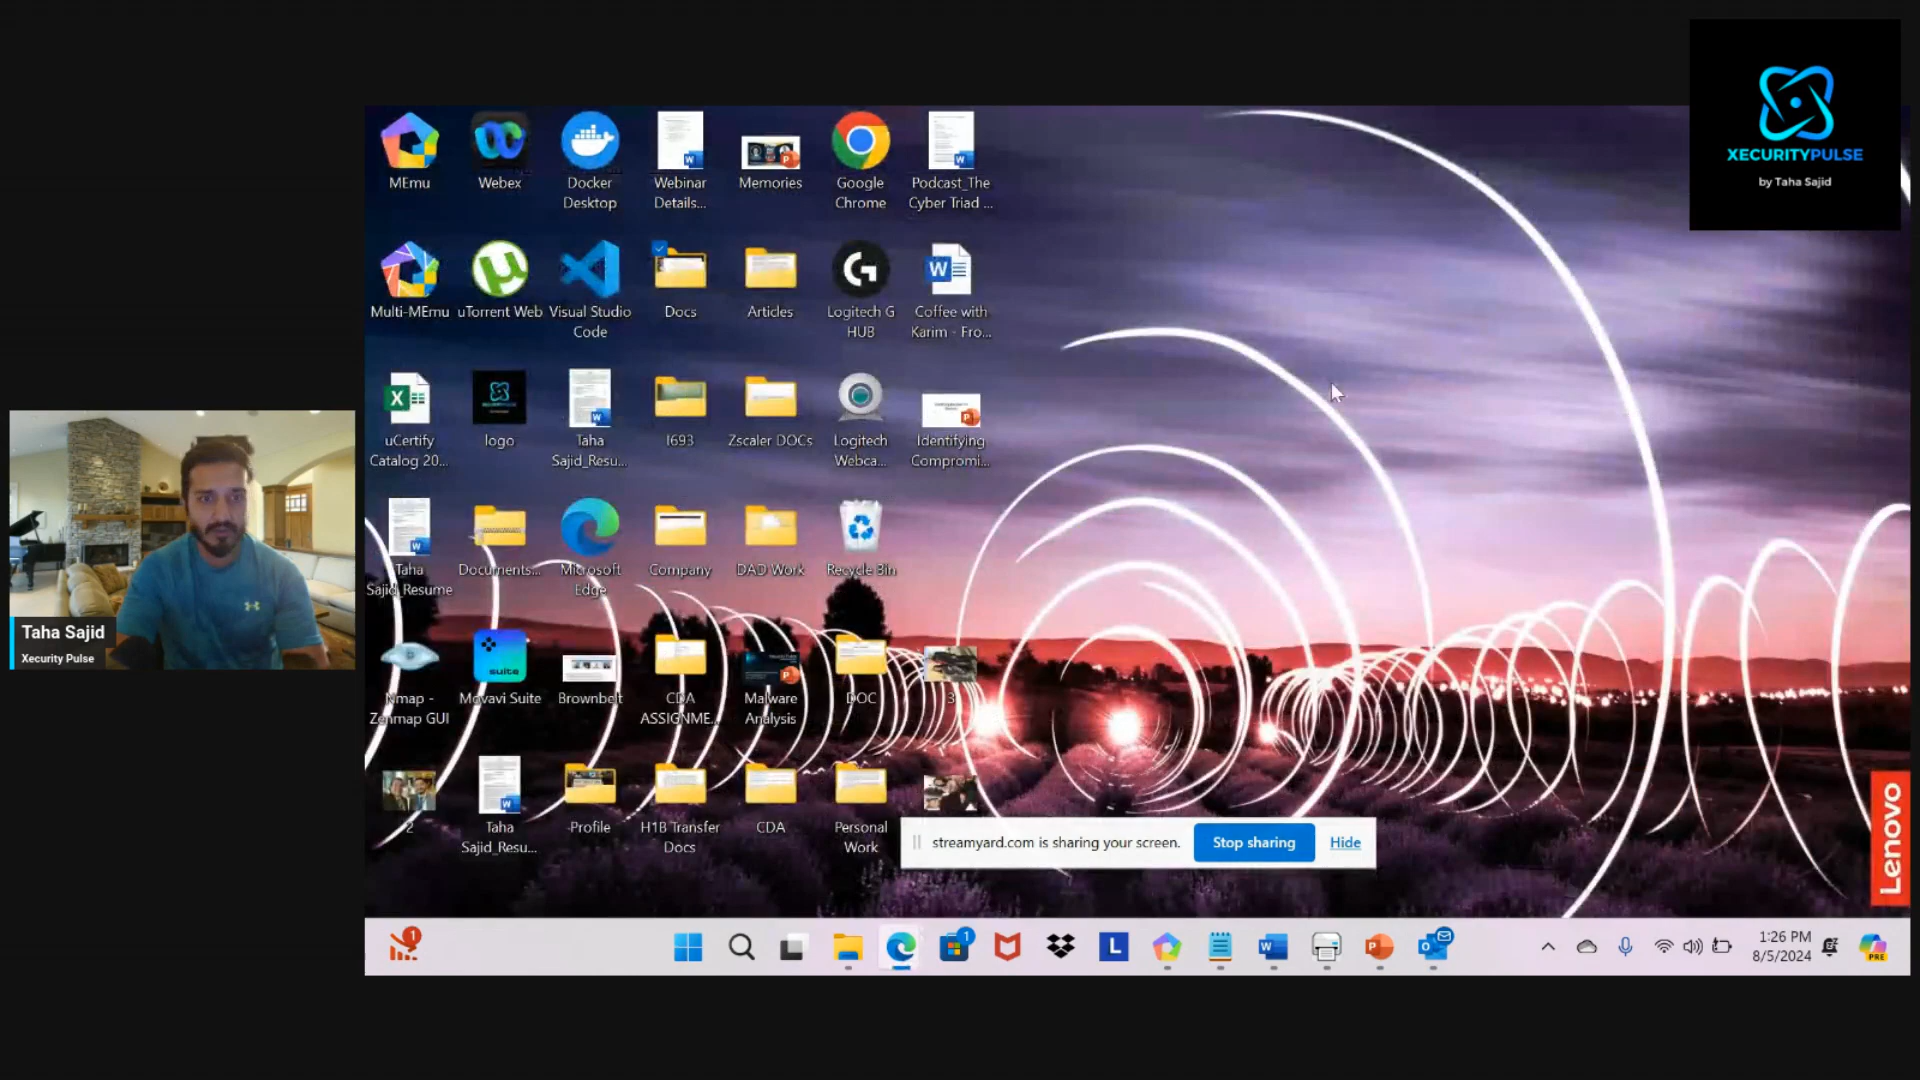 XECURITYPULSE
by Taha Sajid
MEmu
Webex
Docker
Desktop
Webinar
Details...
Memories
Google
Chrome
Podcast_The
Cyber Triad ...
Multi-MEmu
uTorrent Web
Visual Studio
Code
Docs
Articles
Logitech G
HUB
Coffee with
Karim - Fro...
uCertify
Catalog 20...
logo
Taha
Sajid_Resu...
I693
Zscaler DOCs
Logitech
Webca...
Identifying
Compromi...
Taha
Sajid_Resume
Documents...
Microsoft
Edge
Company
DAD Work
Recycle Bin
Taha Sajid
Xecurity Pulse
Nmap -
Zenmap GUI
suite
Movavi Suite
Brownbelt
CDA
ASSIGNME...
Malware
Analysis
DOC
3
2
Taha
Sajid_Resu...
Profile
H1B Transfer
Docs
CDA
Personal
Work
streamyard.com is sharing your screen.
Stop sharing
Hide
Lenovo
1
1
L
1:26 PM
8/5/2024
PRE